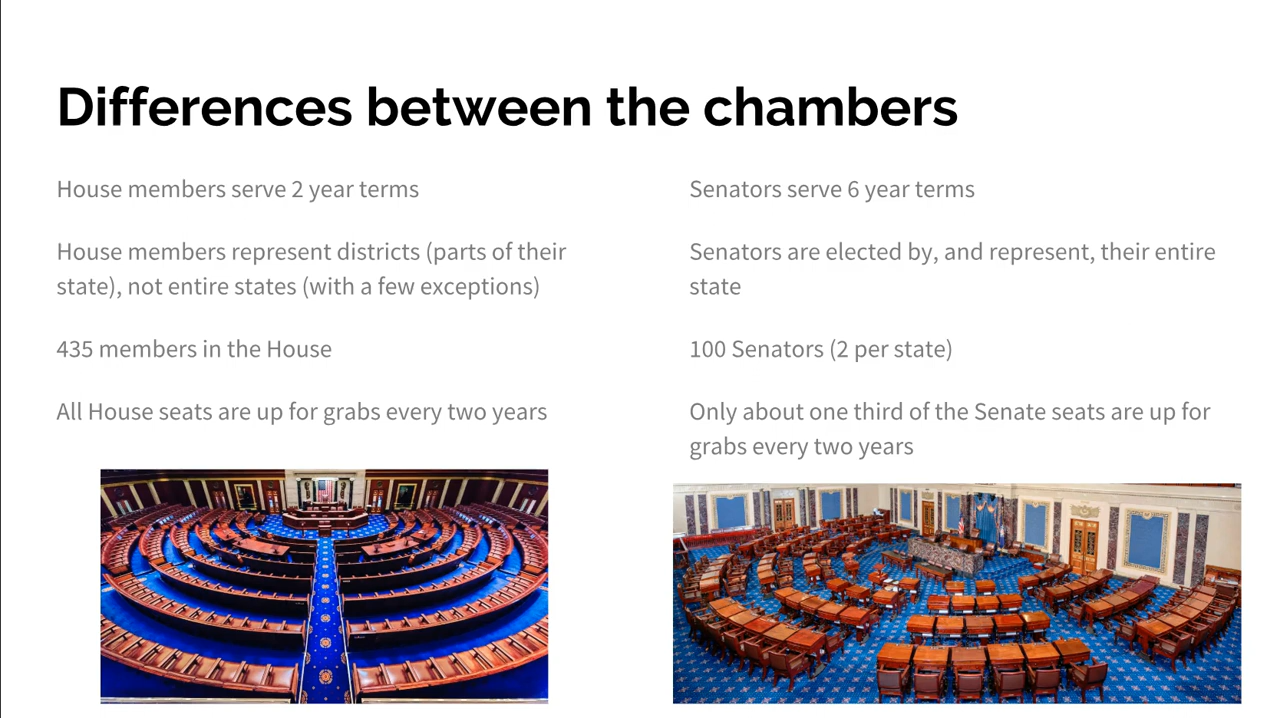 Differences between the chambers
House members serve 2 year terms
House members represent districts (parts of their
state), not entire states (with a few exceptions)
435 members in the House
All House seats are up for grabs every two years
Senators serve 6 year terms
Senators are elected by, and represent, their entire
state
100 Senators (2 per state)
Only about one third of the Senate seats are up for
grabs every two years